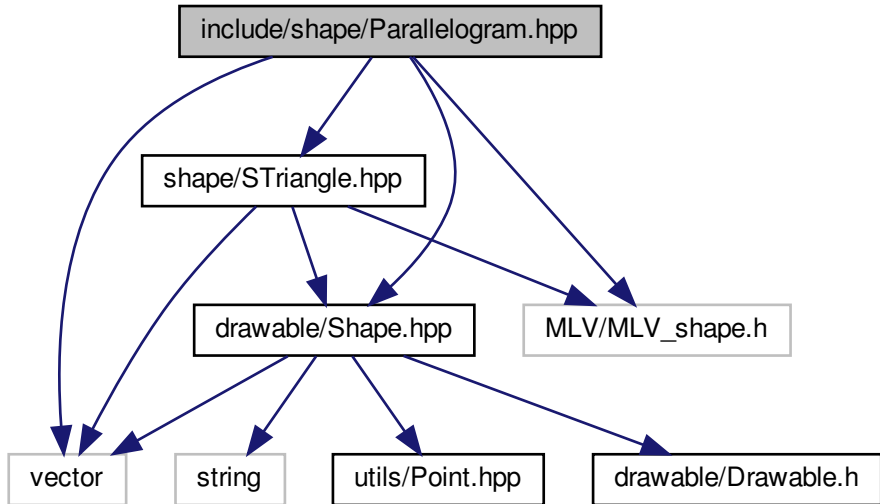 include/shape/Parallelogram.hpp
shape/STriangle.hpp
drawable/Shape.hpp
MLV/MLV_shape.h
vector
string
utils/Point.hpp
drawable/Drawable.h